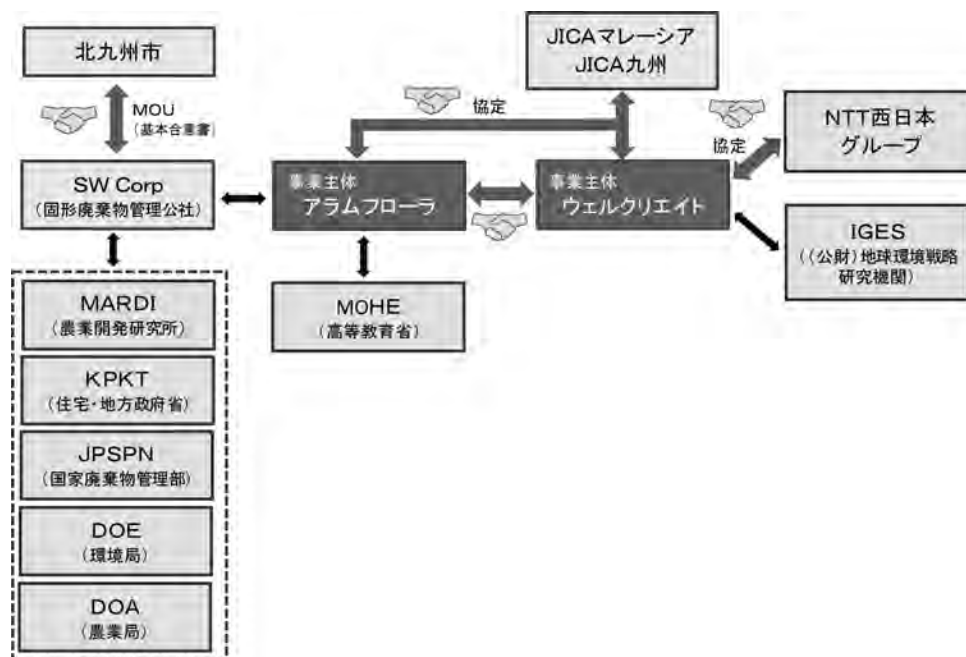 北九州市
JICAマレーシア
JICA九州
MOU
(基本合意書)
協定
協定
NTT西日本
グループ
SW Corp
(固形廃棄物管理公社)
事業主体
アラムフローラ
事業主体
ウェルクリエイト
IGES
((公財)地球環境戦略
研究機関)
MOHE
(高等教育省)
MARDI
(農業開発研究所)
KPKT
(住宅・地方政府省)
JPSPN
(国家廃棄物管理部)
DOE
(環境局)
DOA
(農業局)